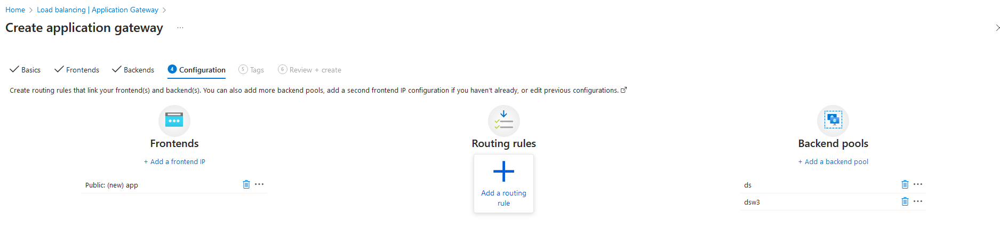 Home > Load balancing | Application Gateway >
Create application gateway ...
Basics Frontends Backends 4 Configuration 5 Tags 6 Review + create
Create routing rules that link your frontend(s) and backend(s). You can also add more backend pools, add a second frontend IP configuration if you haven't already, or edit previous configurations.
Frontends Routing rules Backend pools
+ Add a frontend IP + Add a backend pool
Public: (new) app ds
Add a routing
rule
dsw3